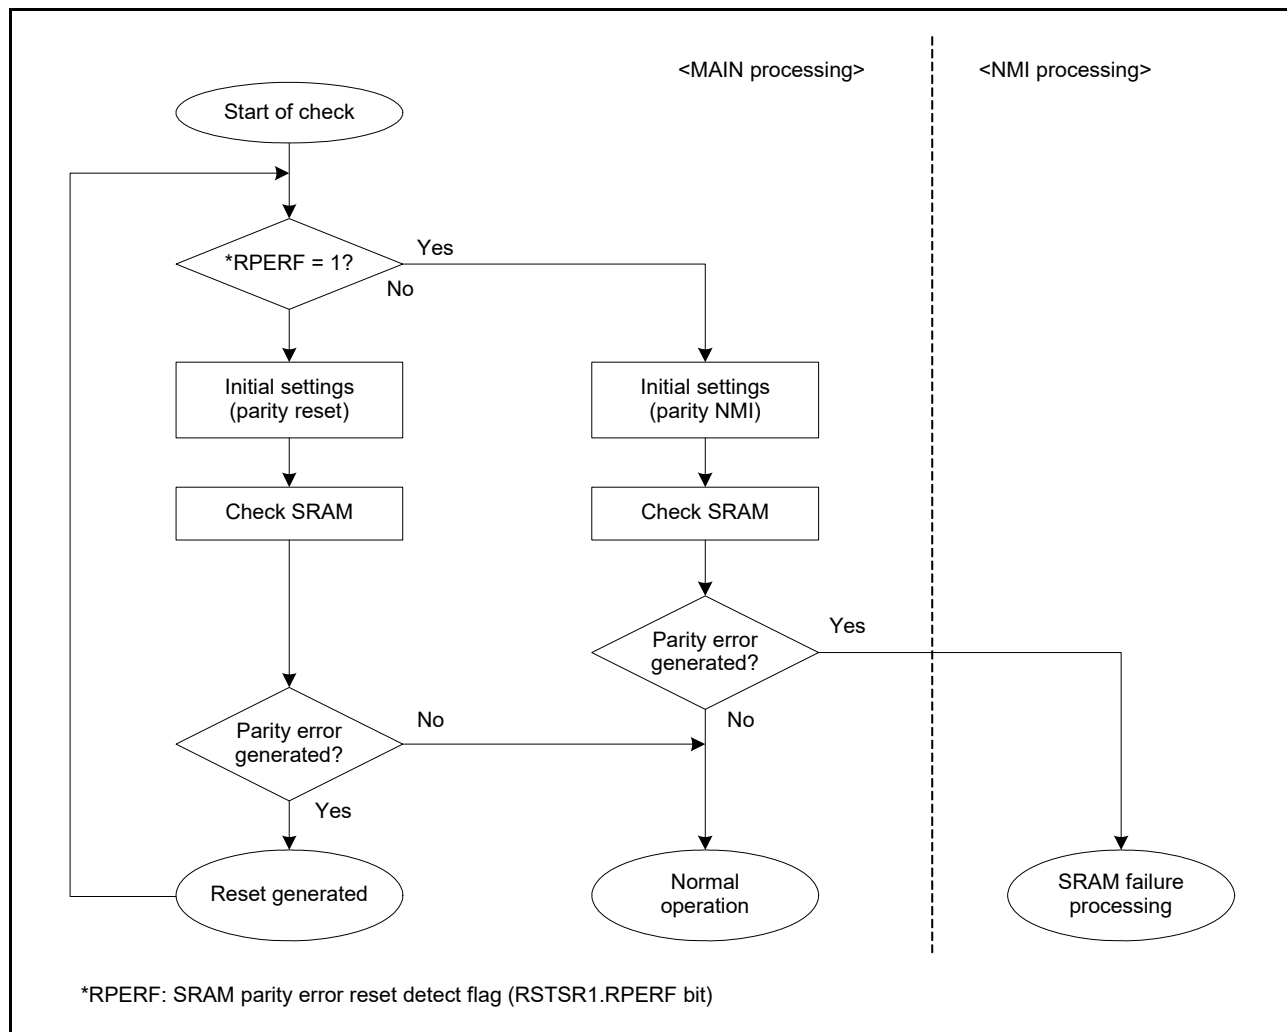 <MAIN processing>
<NMI processing>
Start of check
*RPERF = 1?
Yes
No
Initial settings
(parity reset)
Initial settings
(parity NMI)
Check SRAM
Check SRAM
Parity error
generated?
Yes
No
Parity error
generated?
No
Yes
Reset generated
Normal
operation
SRAM failure
processing
*RPERF: SRAM parity error reset detect flag (RSTSR1.RPERF bit)